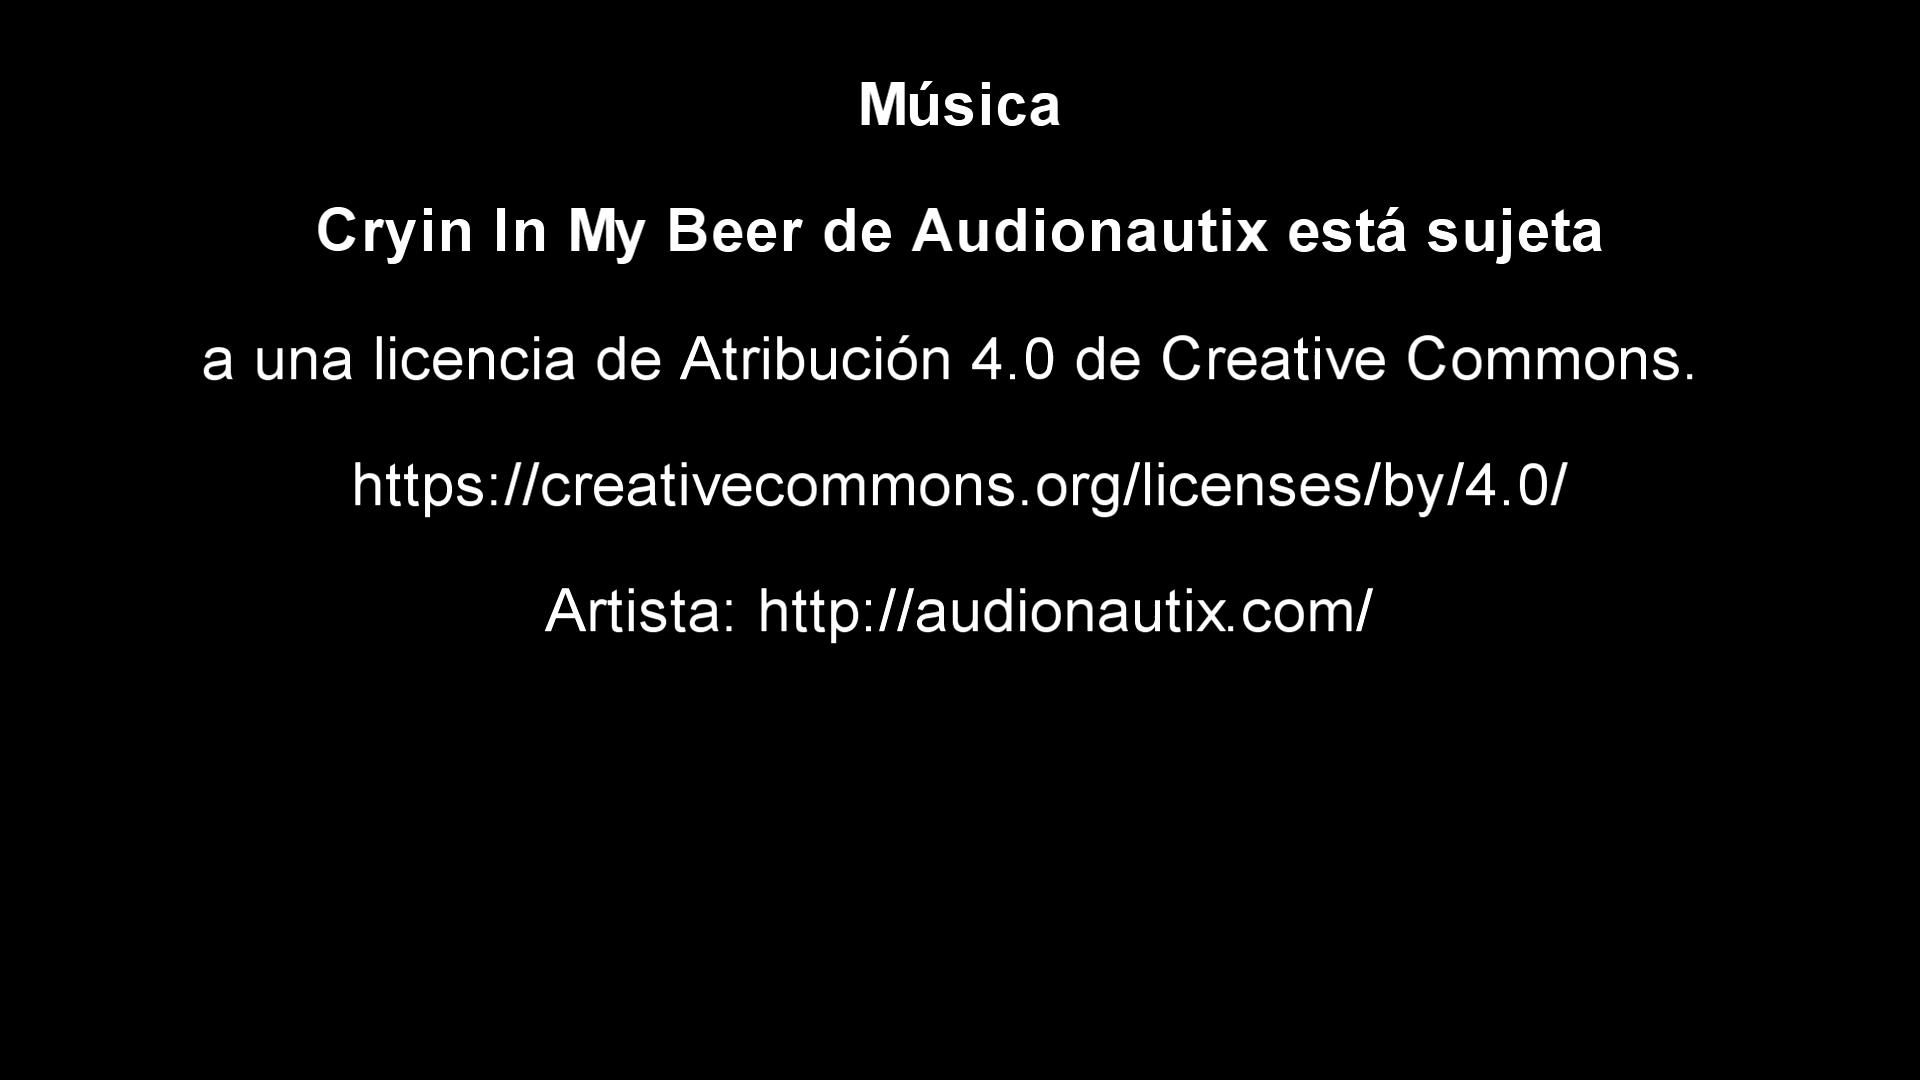 Música
Cryin In My Beer de Audionautix está sujeta
a una licencia de Atribución 4.0 de Creative Commons.
https://creativecommons.org/licenses/by/4.0/
Artista: http://audionautix.com/